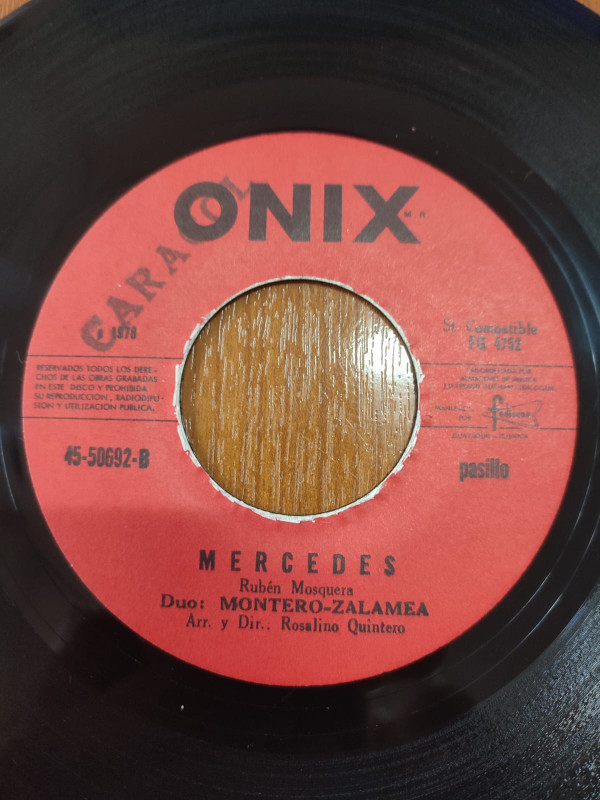 ONIX
M.R.
CARACOL
1978
St. Compatible
FG 4752
RESERVADOS TODOS LOS DERE-
CHOS DE LAS OBRAS GRABADAS
EN ESTE DISCO Y PROHIBIDA
SU REPRODUCCION, RADIODIFU-
SION Y UTILIZACION PUBLICA.
POR
fediscos
45-50692-B
pasillo
MERCEDES
Rubén Mosquera
Duo: MONTERO-ZALAMEA
Arr. y Dir.. Rosalino Quintero